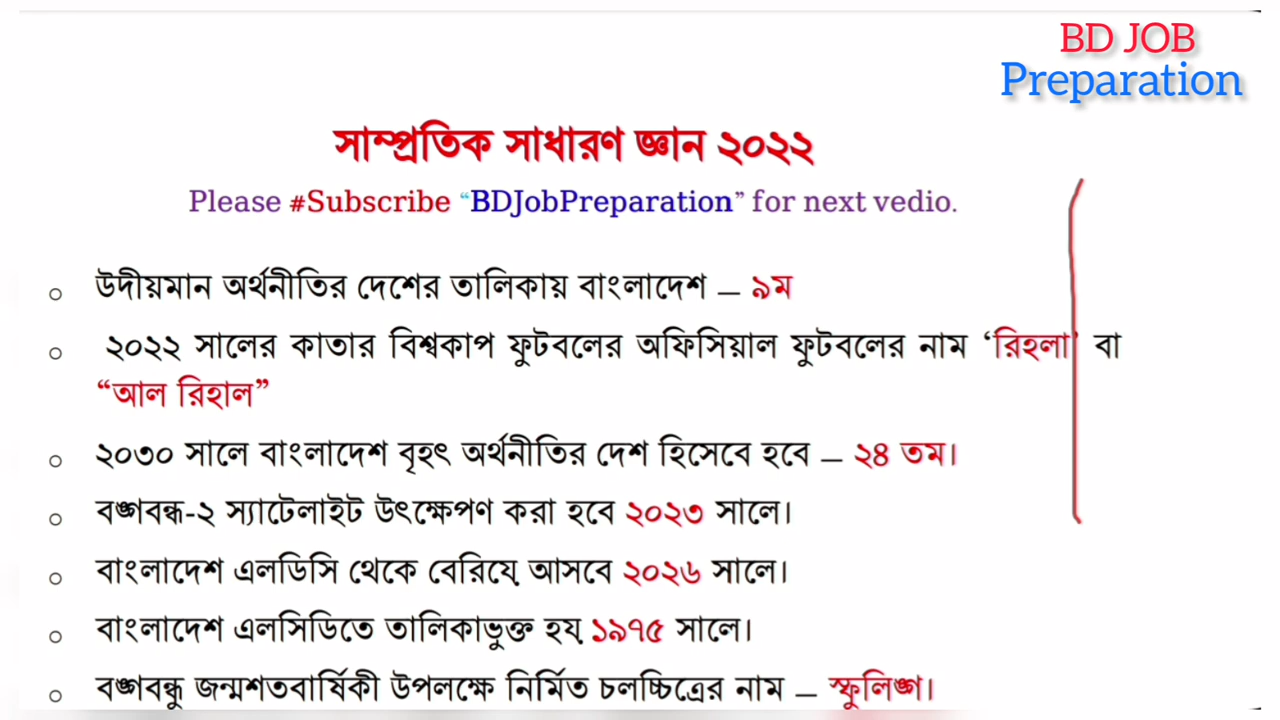 BD JOB
Preparation
সাম্প্রতিক সাধারণ জ্ঞান ২০২২
Please #Subscribe “BDJobPreparation” for next vedio.
উদীয়মান অর্থনীতির দেশের তালিকায় বাংলাদেশ – ৯ম
২০২২ সালের কাতার বিশ্বকাপ ফুটবলের অফিসিয়াল ফুটবলের নাম ‘রিহলা’ বা
“আল রিহাল”
২০৩০ সালে বাংলাদেশ বৃহৎ অর্থনীতির দেশ হিসেবে হবে – ২৪ তম।
বঙ্গবন্ধ-২ স্যাটেলাইট উৎক্ষেপণ করা হবে ২০২৩ সালে।
বাংলাদেশ এলডিসি থেকে বেরিয়ে আসবে ২০২৬ সালে।
বাংলাদেশ এলসিডিতে তালিকাভুক্ত হয় ১৯৭৫ সালে।
বঙ্গবন্ধু জন্মশতবার্ষিকী উপলক্ষে নির্মিত চলচ্চিত্রের নাম – স্ফুলিঙ্গ।